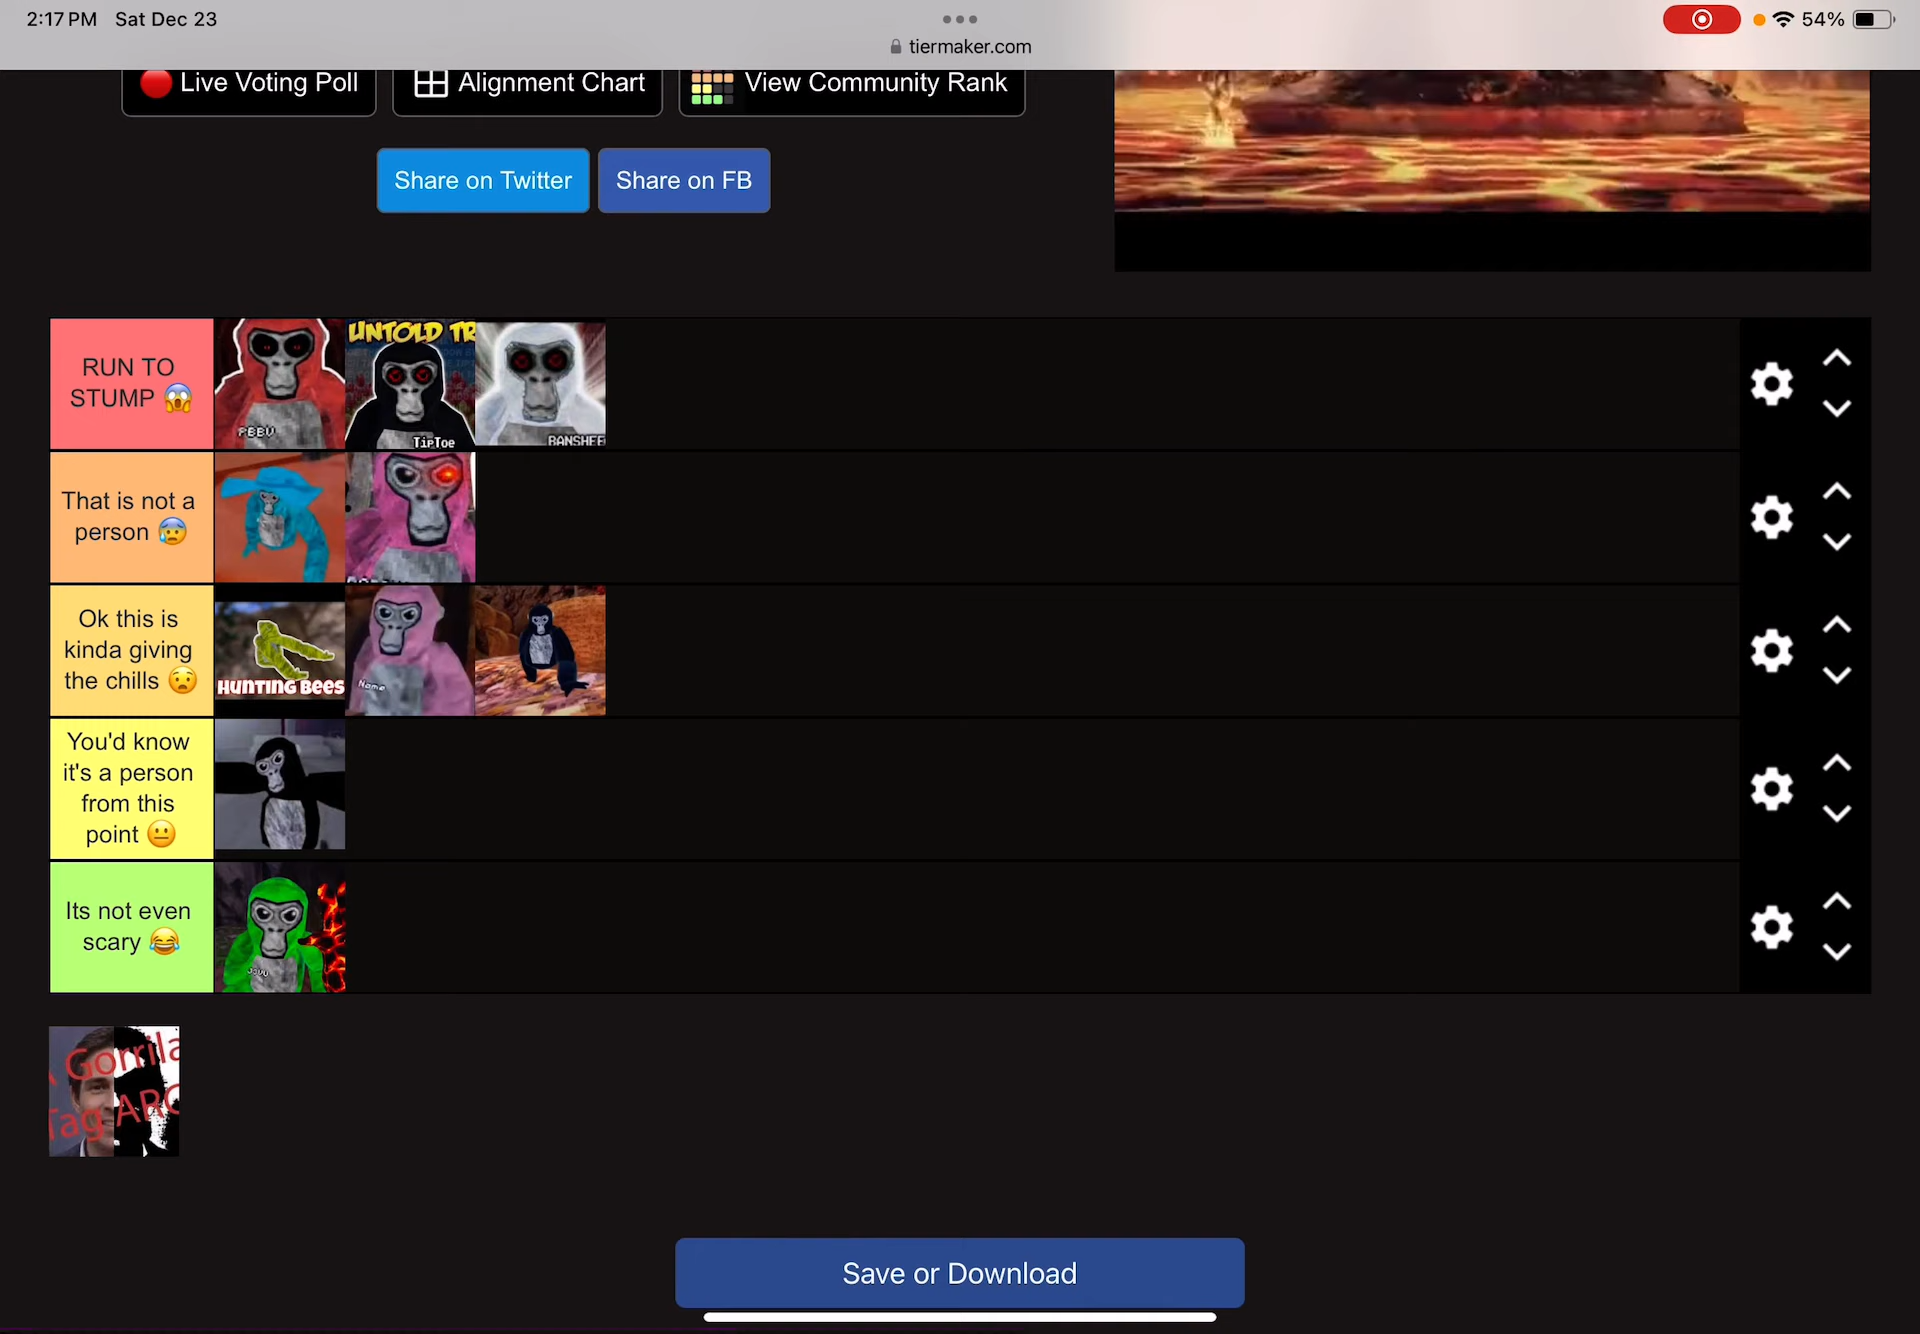 2:17 PM Sat Dec 23
54%
tiermaker.com
Live Voting Poll
Alignment Chart
View Community Rank
Share on Twitter
Share on FB
RUN TO
STUMP 😱
PBBV
UNTOLD TR
TipToe
BANSHEE
That is not a
person 😰
Ok this is
kinda giving
the chills 😧
HUNTING BEES
Name
You'd know
it's a person
from this
point 😐
Its not even
scary 😂
Gorrila
Tag ARG
Save or Download